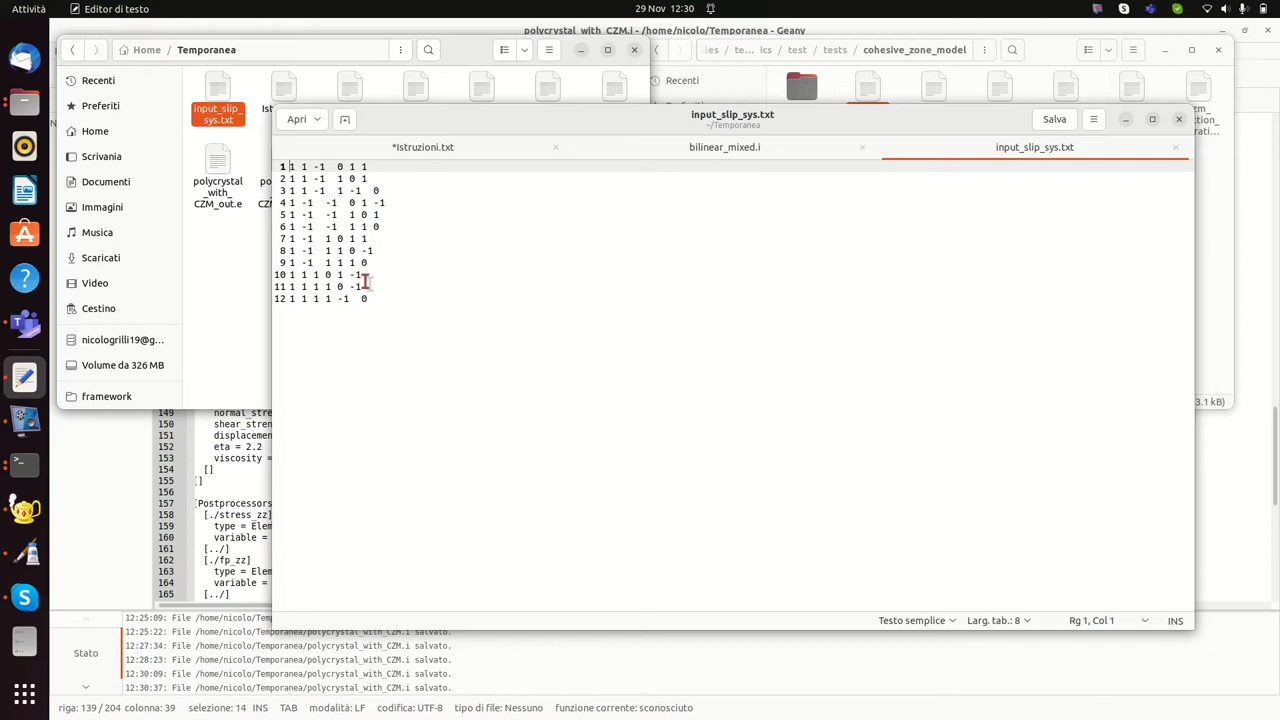 Attività
Editor di testo
29 Nov 12:30
polycrystal_with_CZM.i - Geany
Home
Temporanea
cohesive_zone_model
Recenti
Preferiti
Home
Scrivania
Documenti
Immagini
Musica
Scaricati
Video
Cestino
nicologrilli19@g…
Volume da 326 MB
framework
input_slip_
sys.txt
polycrystal_
with_
CZM_out.e
Recenti
Apri
input_slip_sys.txt
~/Temporanea
Salva
*Istruzioni.txt
bilinear_mixed.i
input_slip_sys.txt
1 1 1 -1 0 1 1
2 1 1 -1 1 0 1
3 1 1 -1 1 -1 0
4 1 -1 -1 0 1 -1
5 1 -1 -1 1 0 1
6 1 -1 -1 1 1 0
7 1 -1 1 0 1 1
8 1 -1 1 1 0 -1
9 1 -1 1 1 1 0
10 1 1 1 0 1 -1
11 1 1 1 1 0 -1
12 1 1 1 1 -1 0
Testo semplice
Larg. tab.: 8
Rg 1, Col 1
INS
3.1 kB)
149 normal_stre
150 shear_stren
151 displacemen
152 eta = 2.2
153 viscosity =
154 []
155 []
156
157 [Postprocessors
158 [./stress_zz]
159 type = Elem
160 variable =
161 [../]
162 [./fp_zz]
163 type = Elem
164 variable =
165 [../]
Stato
12:25:09: File /home/nicolo/Tem
12:25:22: File /home/nicolo/Temporanea/polycrystal_with_CZM.i salvato.
12:27:34: File /home/nicolo/Temporanea/polycrystal_with_CZM.i salvato.
12:28:23: File /home/nicolo/Temporanea/polycrystal_with_CZM.i salvato.
12:30:09: File /home/nicolo/Temporanea/polycrystal_with_CZM.i salvato.
12:30:37: File /home/nicolo/Temporanea/polycrystal_with_CZM.i salvato.
riga: 139 / 204 colonna: 39 selezione: 14 INS TAB modalità: LF codifica: UTF-8 tipo di file: Nessuno funzione corrente: sconosciuto